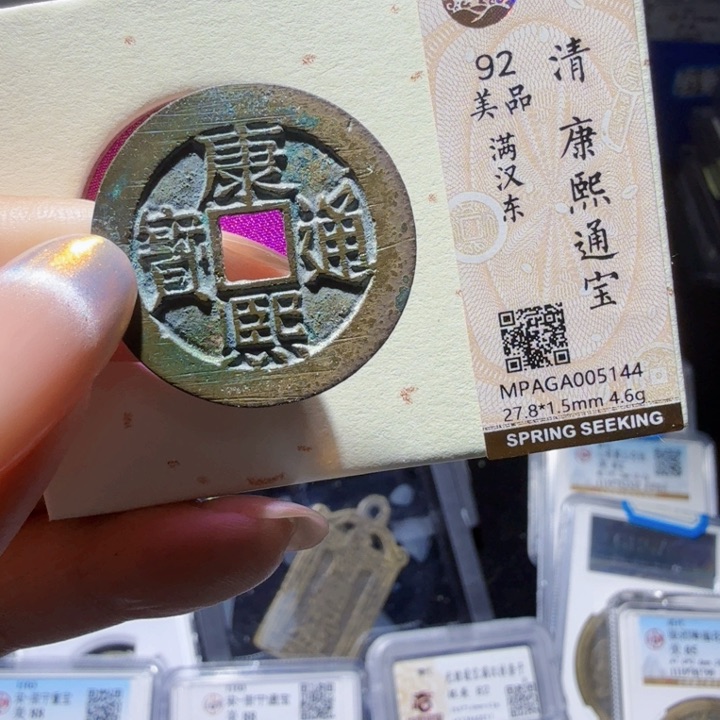 康熙通寳
92
美品
满汉东
清 康熙通宝
MPAGA005144
27.8*1.5mm 4.6g
SPRING SEEKING